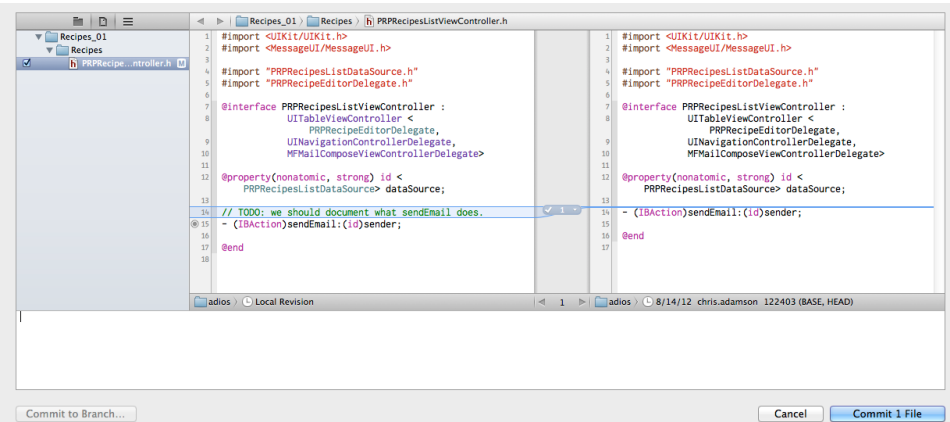 Recipes_01 Recipes PRPRecipesListViewController.h
Recipes_01
Recipes
PRPRecipe...ntroller.h M
1 #import <UIKit/UIKit.h>
2 #import <MessageUI/MessageUI.h>
3
4 #import "PRPRecipesListDataSource.h"
5 #import "PRPRecipeEditorDelegate.h"
6
7 @interface PRPRecipesListViewController :
8 UITableViewController <
PRPRecipeEditorDelegate,
9 UINavigationControllerDelegate,
10 MFMailComposeViewControllerDelegate>
11
12 @property(nonatomic, strong) id <
PRPRecipesListDataSource> dataSource;
13
14 // TODO: we should document what sendEmail does.
15 - (IBAction)sendEmail:(id)sender;
16
17 @end
18
1
1 #import <UIKit/UIKit.h>
2 #import <MessageUI/MessageUI.h>
3
4 #import "PRPRecipesListDataSource.h"
5 #import "PRPRecipeEditorDelegate.h"
6
7 @interface PRPRecipesListViewController :
8 UITableViewController <
PRPRecipeEditorDelegate,
9 UINavigationControllerDelegate,
10 MFMailComposeViewControllerDelegate>
11
12 @property(nonatomic, strong) id <
PRPRecipesListDataSource> dataSource;
13
14 - (IBAction)sendEmail:(id)sender;
15
16 @end
17
adios Local Revision
1
adios 8/14/12 chris.adamson 122403 (BASE, HEAD)
Commit to Branch...
Cancel
Commit 1 File